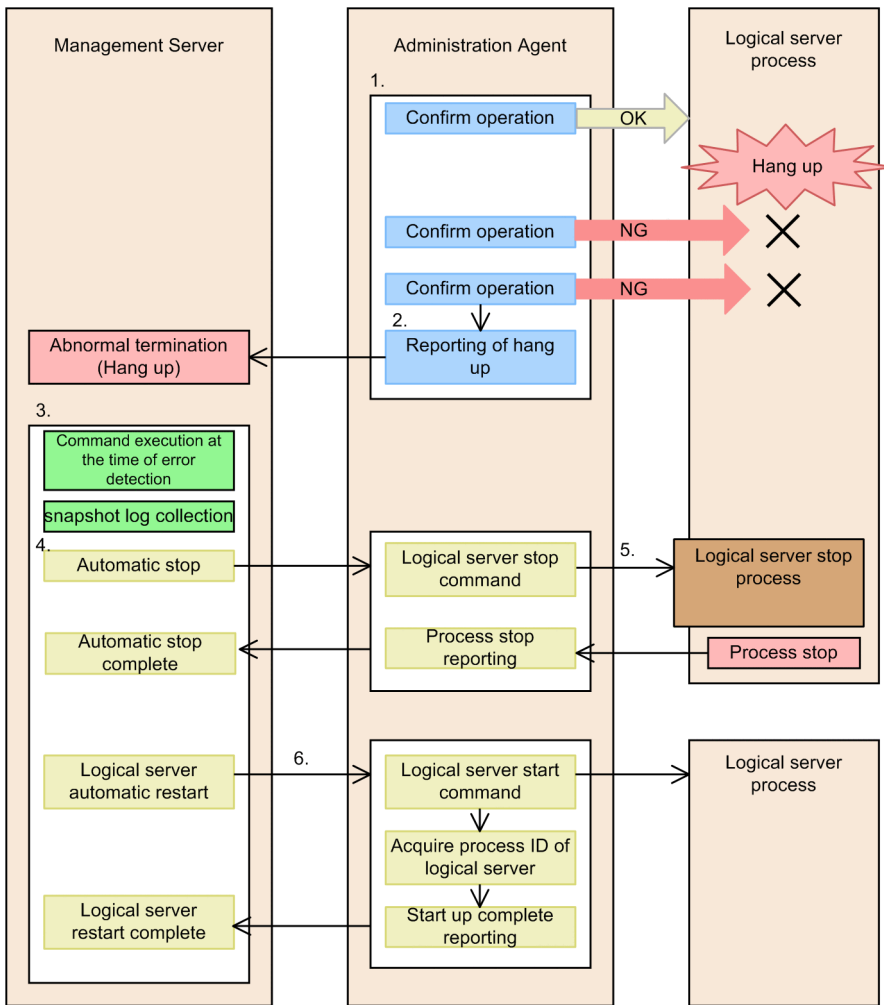 Management Server
Administration Agent
Logical server
process
1.
Confirm operation
OK
Hang up
Confirm operation
NG
Confirm operation
NG
2.
Abnormal termination
(Hang up)
Reporting of hang
up
3.
Command execution at
the time of error
detection
snapshot log collection
4.
Automatic stop
Logical server stop
command
5.
Logical server stop
process
Automatic stop
complete
Process stop
reporting
Process stop
Logical server
automatic restart
6.
Logical server start
command
Logical server
process
Acquire process ID of
logical server
Logical server
restart complete
Start up complete
reporting